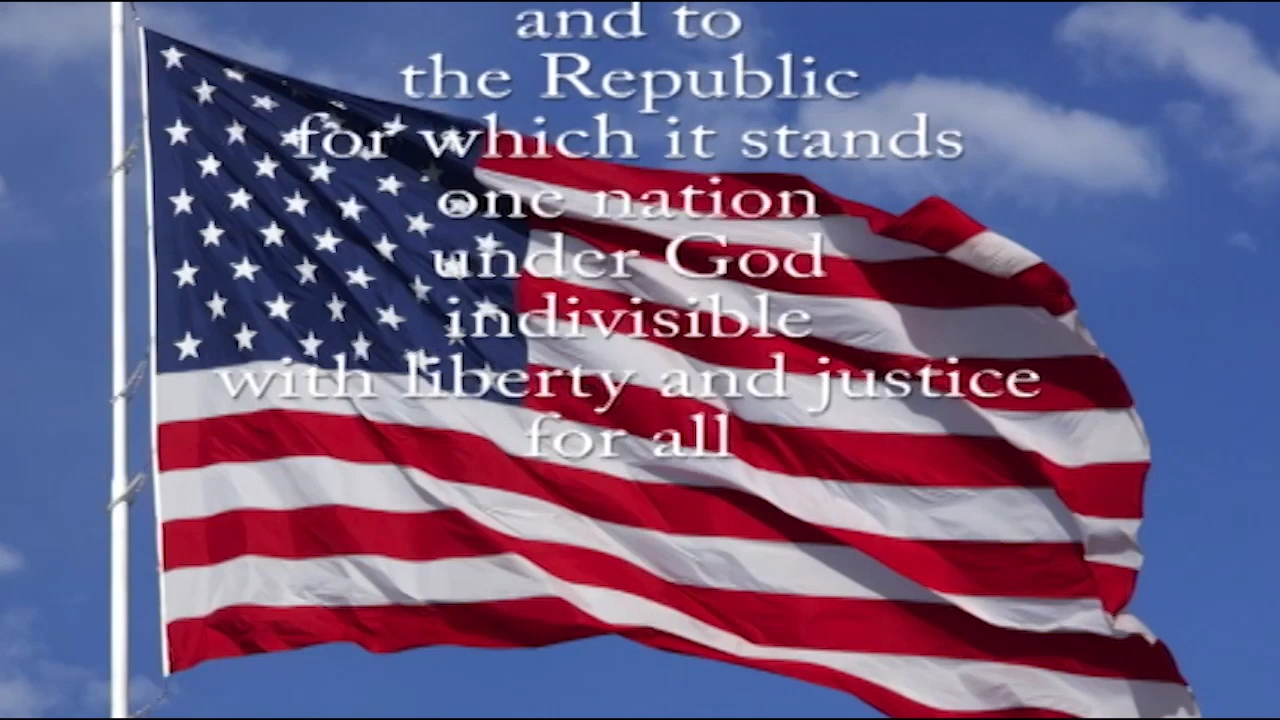 and to
the Republic
for which it stands
one nation
under God
indivisible
with liberty and justice
for all